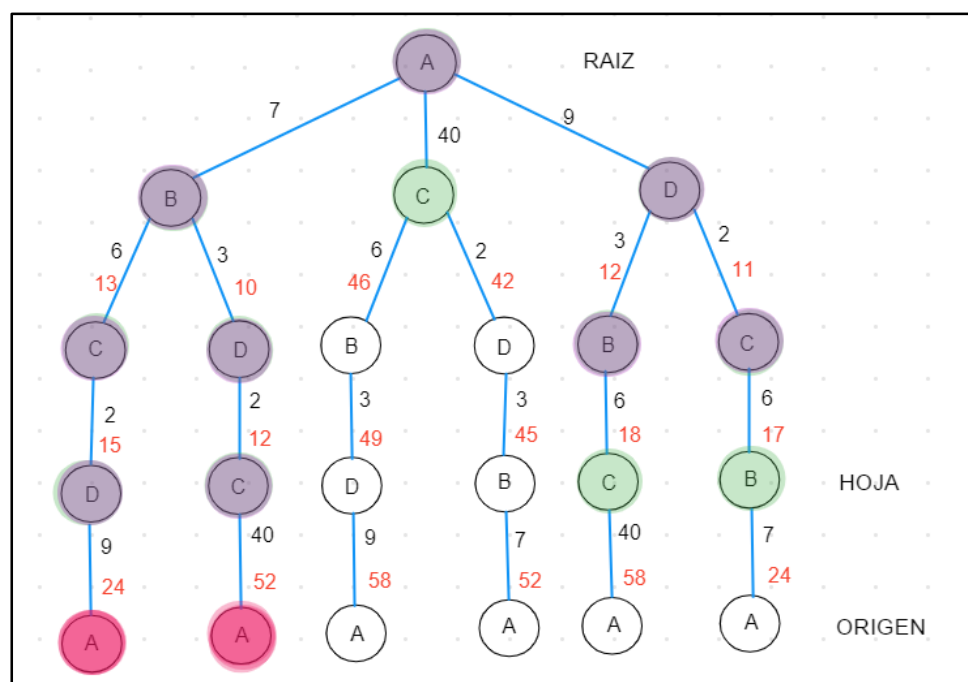 A RAIZ
7 40 9
B C D
6 3 6 2 3 2
13 10 46 42 12 11
C D B D B C
2 2 3 3 6 6
15 12 49 45 18 17
D C D B C B HOJA
9 40 9 7 40 7
24 52 58 52 58 24
A A A A A A ORIGEN